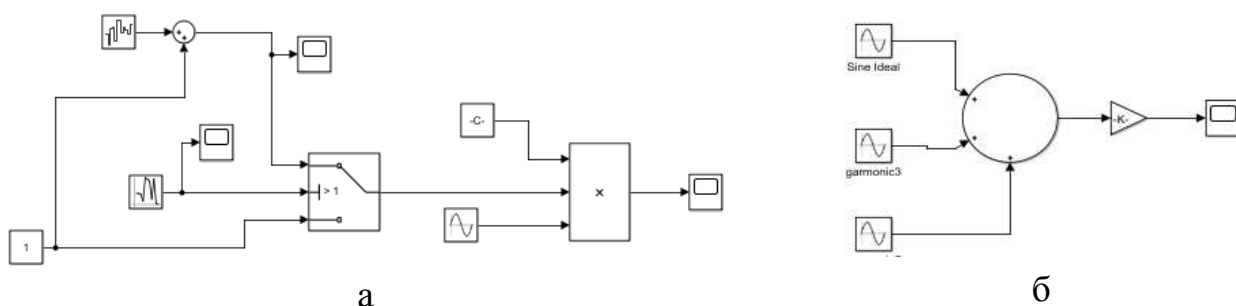 -C-
> 1
×
1
а
Sine Ideal
garmonic3
-K-
б